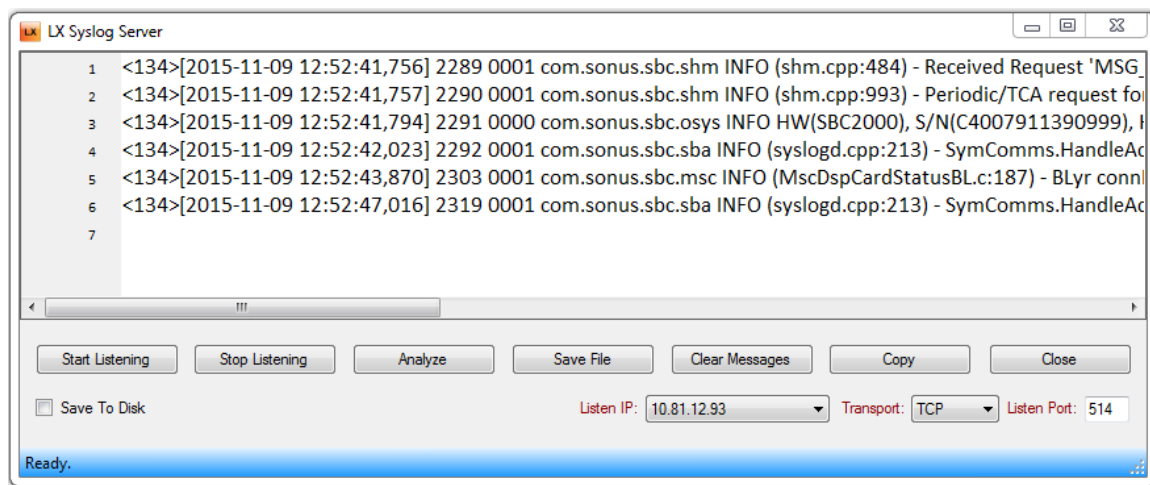 LX LX Syslog Server
1 <134>[2015-11-09 12:52:41,756] 2289 0001 com.sonus.sbc.shm INFO (shm.cpp:484) - Received Request 'MSG_
2 <134>[2015-11-09 12:52:41,757] 2290 0001 com.sonus.sbc.shm INFO (shm.cpp:993) - Periodic/TCA request for
3 <134>[2015-11-09 12:52:41,794] 2291 0000 com.sonus.sbc.osys INFO HW(SBC2000), S/N(C4007911390999), H
4 <134>[2015-11-09 12:52:42,023] 2292 0001 com.sonus.sbc.sba INFO (syslogd.cpp:213) - SymComms.HandleAc
5 <134>[2015-11-09 12:52:43,870] 2303 0001 com.sonus.sbc.msc INFO (MscDspCardStatusBL.c:187) - BLyr
6 <134>[2015-11-09 12:52:47,016] 2319 0001 com.sonus.sbc.sba INFO (syslogd.cpp:213) - SymComms.HandleAc
7
Start Listening Stop Listening Analyze Save File Clear Messages Copy Close
Save To Disk Listen IP: 10.81.12.93 Transport: TCP Listen Port: 514
Ready.